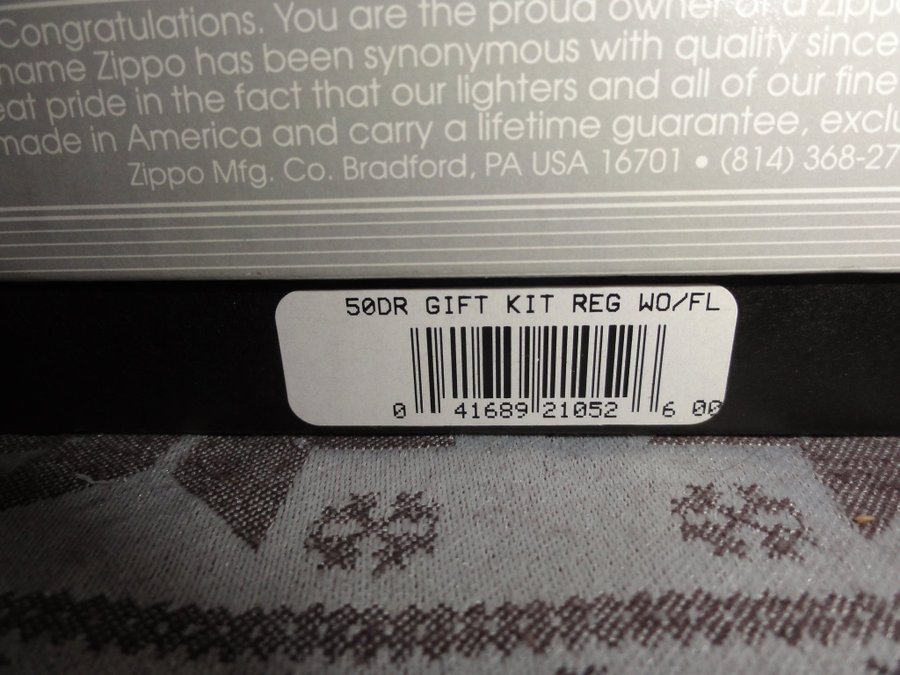 Congratulations. You are the proud owner of a Zippo
name Zippo has been synonymous with quality since
eat pride in the fact that our lighters and all of our fine
made in America and carry a lifetime guarantee, exclu
Zippo Mfg. Co. Bradford, PA USA 16701 • (814) 368-27
50DR GIFT KIT REG WO/FL
0 41689 21052 6 00